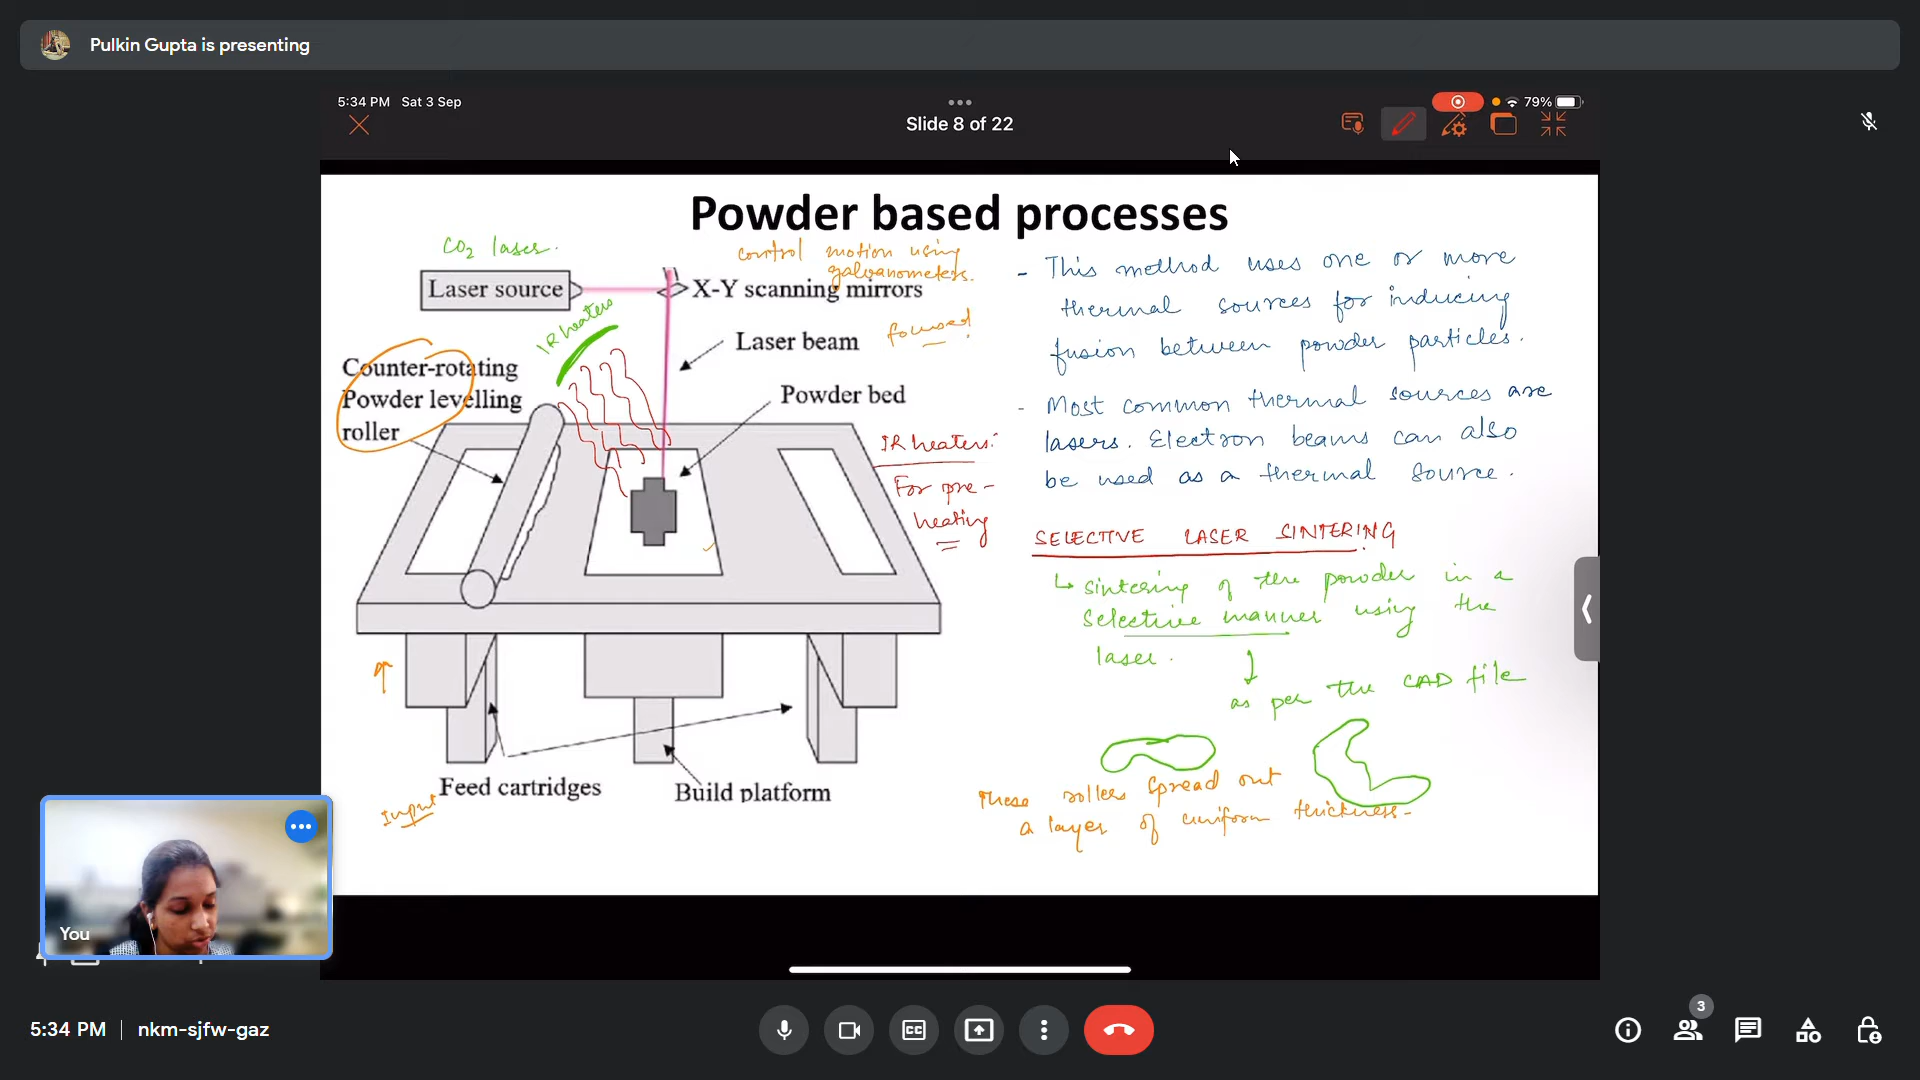 Pulkin Gupta is presenting
5:34 PM Sat 3 Sep
79%
Slide 8 of 22
Powder based processes
CO2 laser.
control motion using
galvanometers.
Laser source
X-Y scanning mirrors
IR heaters
focused
Laser beam
Counter-rotating
Powder levelling
roller
Powder bed
IR heaters:
For pre-
heating
- This method uses one or more
thermal sources for inducing
fusion between powder particles.
- Most common thermal sources are
lasers. Electron beams can also
be used as a thermal source.
SELECTIVE LASER SINTERING
↳ sintering of the powder in a
selective manner using the
laser.
as per the CAD file
Feed cartridges
Build platform
Input
These rollers spread out
a layer of uniform thickness.
You
5:34 PM | nkm-sjfw-gaz
CC
3